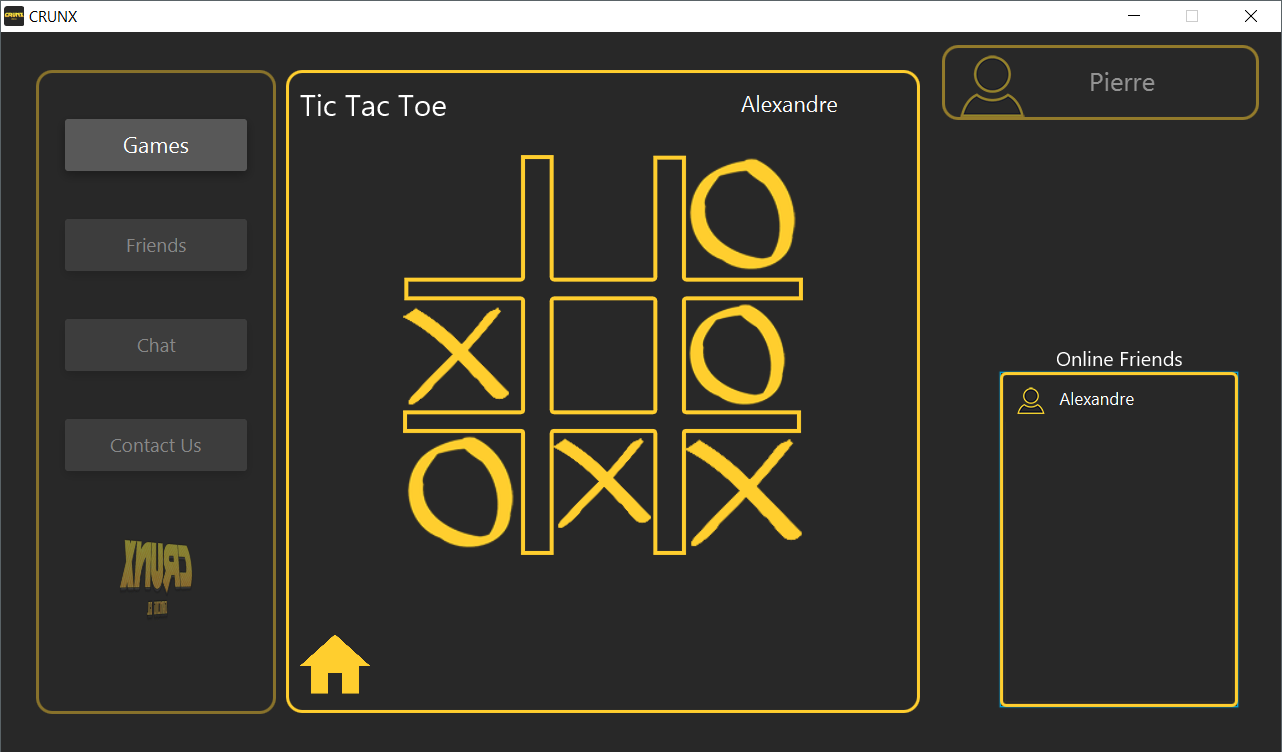 CRUNX
Tic Tac Toe
Alexandre
Pierre
Games
Friends
Chat
Contact Us
CRUNX
Online Friends
Alexandre